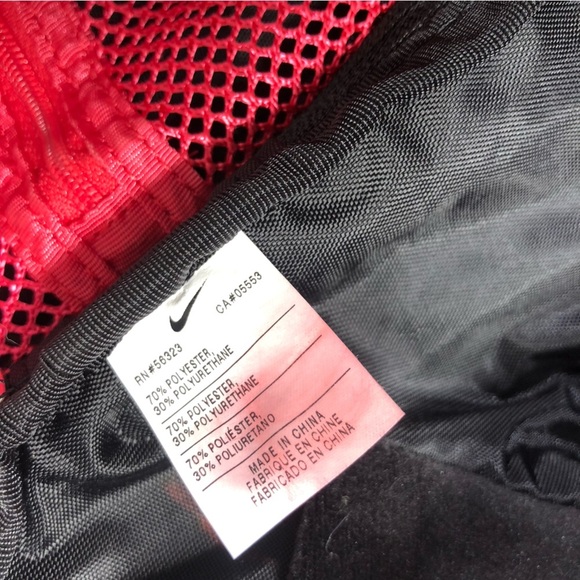 RN#56323 CA#05553
70% POLYESTER,
30% POLYURETHANE
70% POLYESTER
30% POLYURETHANE
70% POLIÉSTER,
30% POLIURETANO
MADE IN CHINA
FABRIQUE EN CHINE
FABRICADO EN CHINA